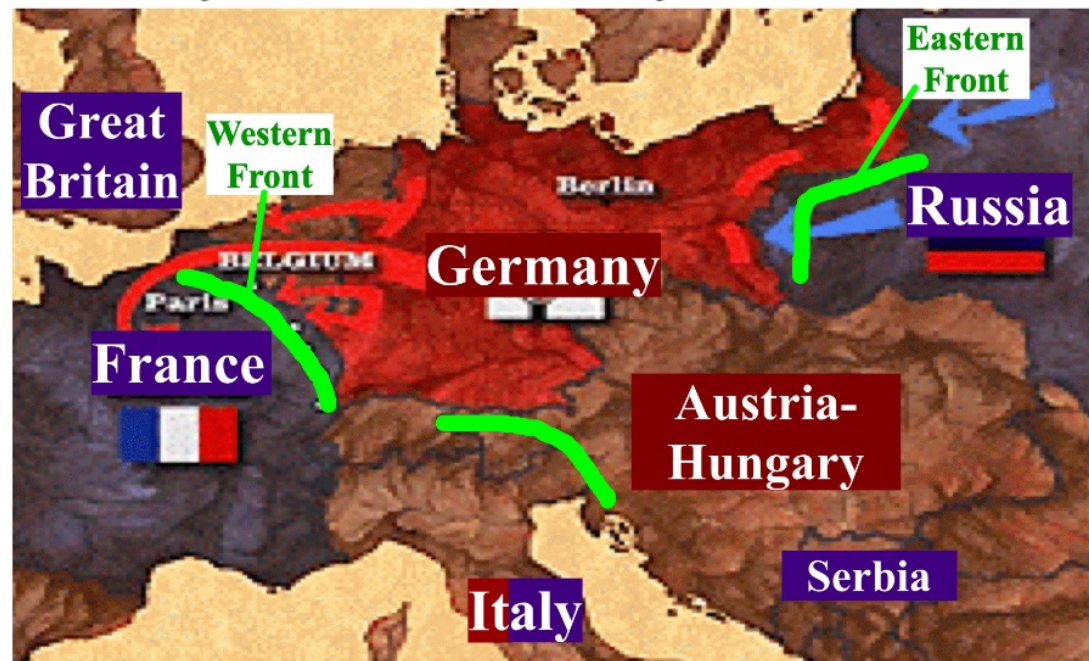 Eastern
Front
Great
Britain
Western
Front
Berlin
Russia
BELGIUM
Germany
Paris
France
Austria-
Hungary
Serbia
Italy